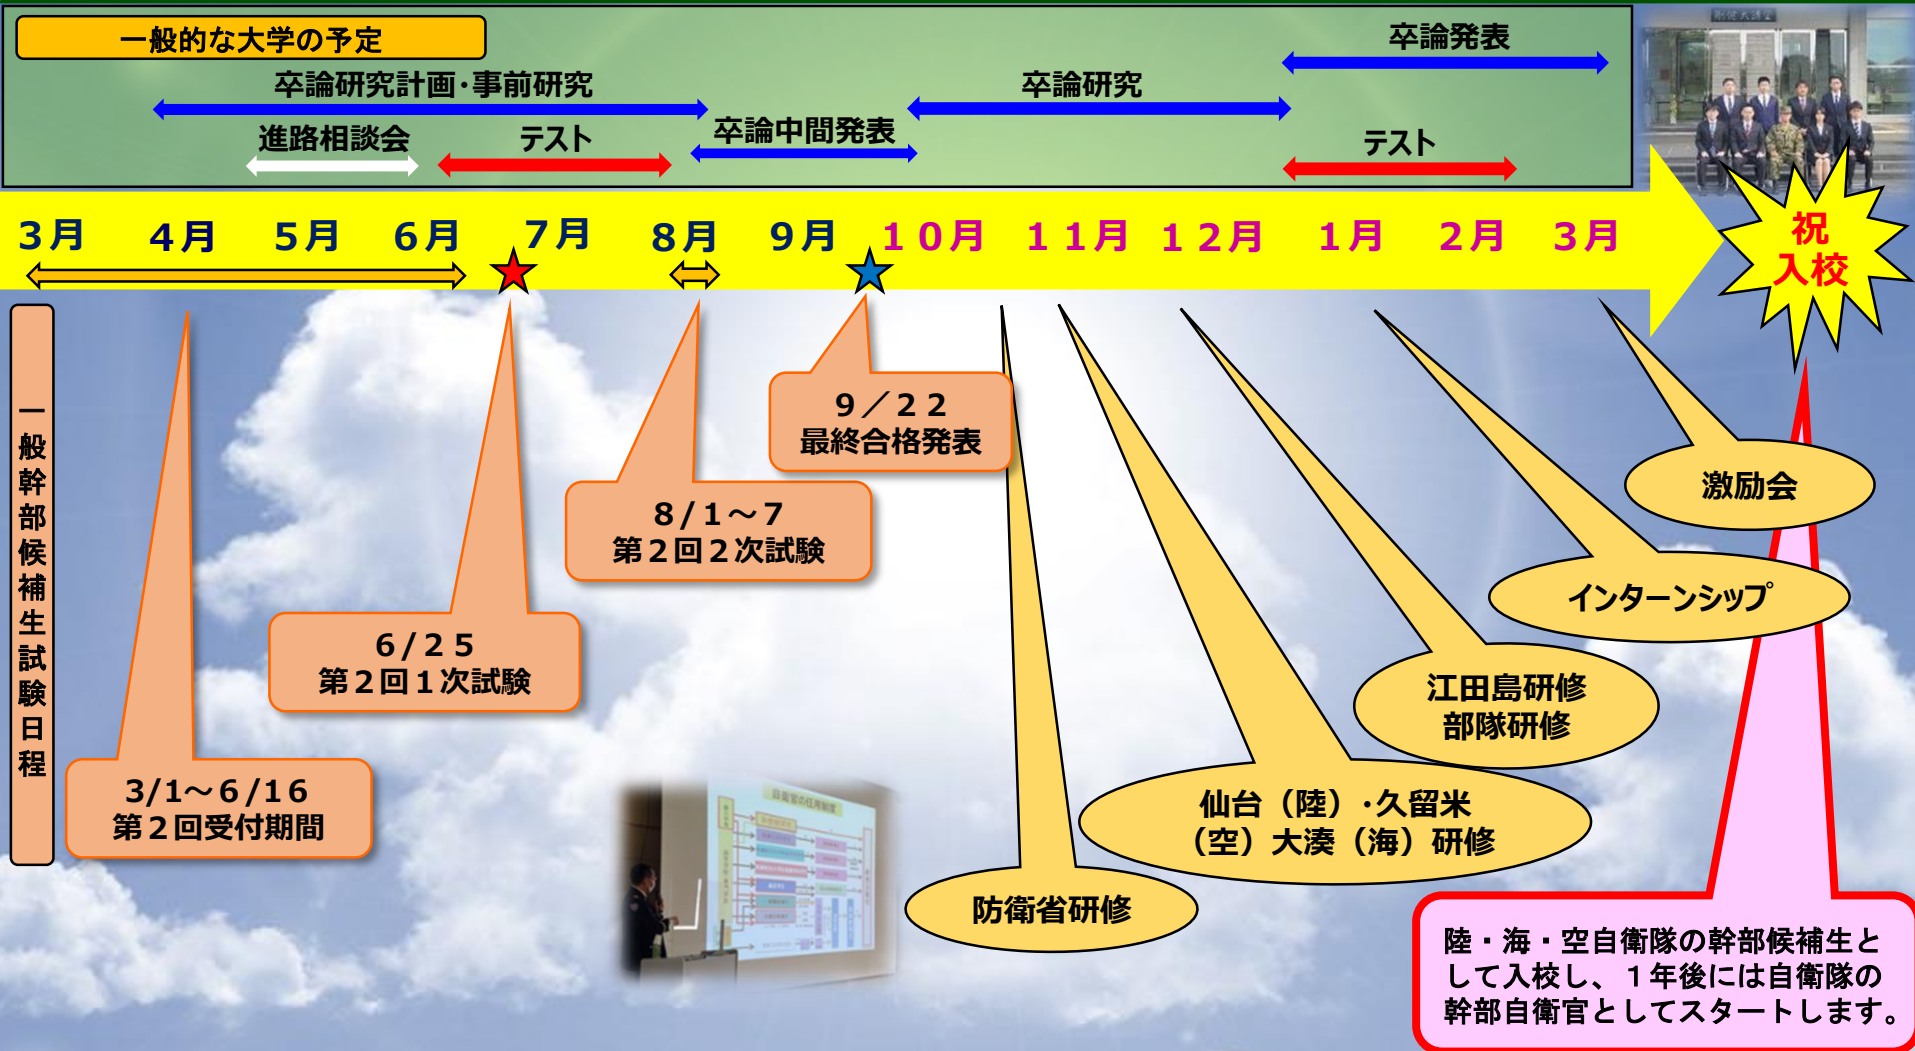 一般的な大学の予定
卒論発表
卒論研究計画･事前研究
卒論研究
進路相談会
テスト
卒論中間発表
テスト
３月 ４月 ５月 ６月 ７月 ８月 ９月 １０月 １１月 １２月 １月 ２月 ３月
祝
入校
一般幹部候補生試験日程
９／２２
最終合格発表
８/１～７
第２回２次試験
６/２５
第２回１次試験
３/１～６/１６
第２回受付期間
激励会
インターンシップ
江田島研修
部隊研修
仙台（陸）･久留米
（空）大湊（海）研修
防衛省研修
自衛官の任用制度
陸・海・空自衛隊の幹部候補生と
して入校し、１年後には自衛隊の
幹部自衛官としてスタートします。